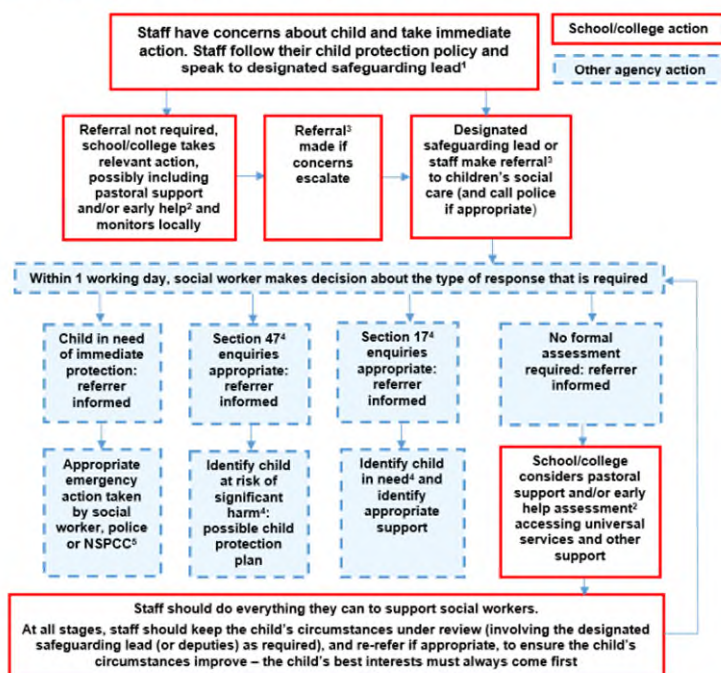 Staff have concerns about child and take immediate
action. Staff follow their child protection policy and
speak to designated safeguarding lead¹
School/college action
Other agency action
Referral not required,
school/college takes
relevant action,
possibly including
pastoral support
and/or early help² and
monitors locally
Referral³
made if
concerns
escalate
Designated
safeguarding lead or
staff make referral³
to children's social
care (and call police
if appropriate)
Within 1 working day, social worker makes decision about the type of response that is required
Child in need
of immediate
protection:
referrer
informed
Section 47⁴
enquiries
appropriate:
referrer
informed
Section 17⁴
enquiries
appropriate:
referrer
informed
No formal
assessment
required: referrer
informed
Appropriate
emergency
action taken
by social
worker, police
or NSPCC⁵
Identify child
at risk of
significant
harm⁴:
possible child
protection
plan
Identify child
in need⁴ and
identify
appropriate
support
School/college
considers pastoral
support and/or early
help assessment²
accessing universal
services and other
support
Staff should do everything they can to support social workers.
At all stages, staff should keep the child's circumstances under review (involving the designated
safeguarding lead (or deputies) as required), and re-refer if appropriate, to ensure the child's
circumstances improve – the child's best interests must always come first